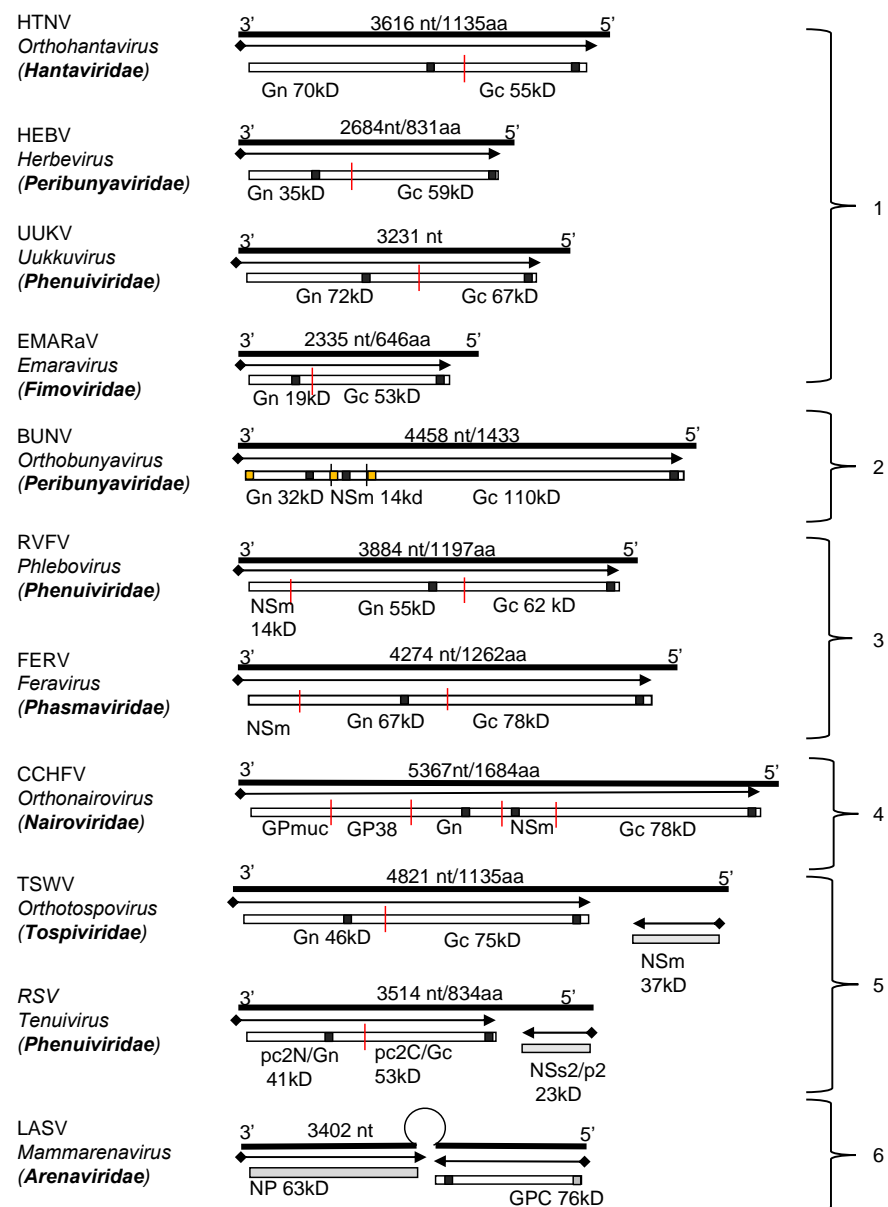 HTNV
Orthohantavirus
(Hantaviridae)
3’ 3616 nt/1135aa 5’
Gn 70kD Gc 55kD
HEBV
Herbevirus
(Peribunyaviridae)
3’ 2684nt/831aa 5’
Gn 35kD Gc 59kD
1
UUKV
Uukkuvirus
(Phenuiviridae)
3’ 3231 nt 5’
Gn 72kD Gc 67kD
EMARaV
Emaravirus
(Fimoviridae)
3’ 2335 nt/646aa 5’
Gn 19kD Gc 53kD
BUNV
Orthobunyavirus
(Peribunyaviridae)
3’ 4458 nt/1433 5’
Gn 32kD NSm 14kd Gc 110kD
2
RVFV
Phlebovirus
(Phenuiviridae)
3’ 3884 nt/1197aa 5’
NSm Gn 55kD Gc 62 kD
14kD
3
FERV
Feravirus
(Phasmaviridae)
3’ 4274 nt/1262aa 5’
NSm Gn 67kD Gc 78kD
CCHFV
Orthonairovirus
(Nairoviridae)
3’ 5367nt/1684aa 5’
GPmuc GP38 Gn NSm Gc 78kD
4
TSWV
Orthotospovirus
(Tospiviridae)
3’ 4821 nt/1135aa 5’
Gn 46kD Gc 75kD NSm
37kD
5
RSV
Tenuivirus
(Phenuiviridae)
3’ 3514 nt/834aa 5’
pc2N/Gn pc2C/Gc NSs2/p2
41kD 53kD 23kD
LASV
Mammarenavirus
(Arenaviridae)
3’ 3402 nt 5’
NP 63kD GPC 76kD
6